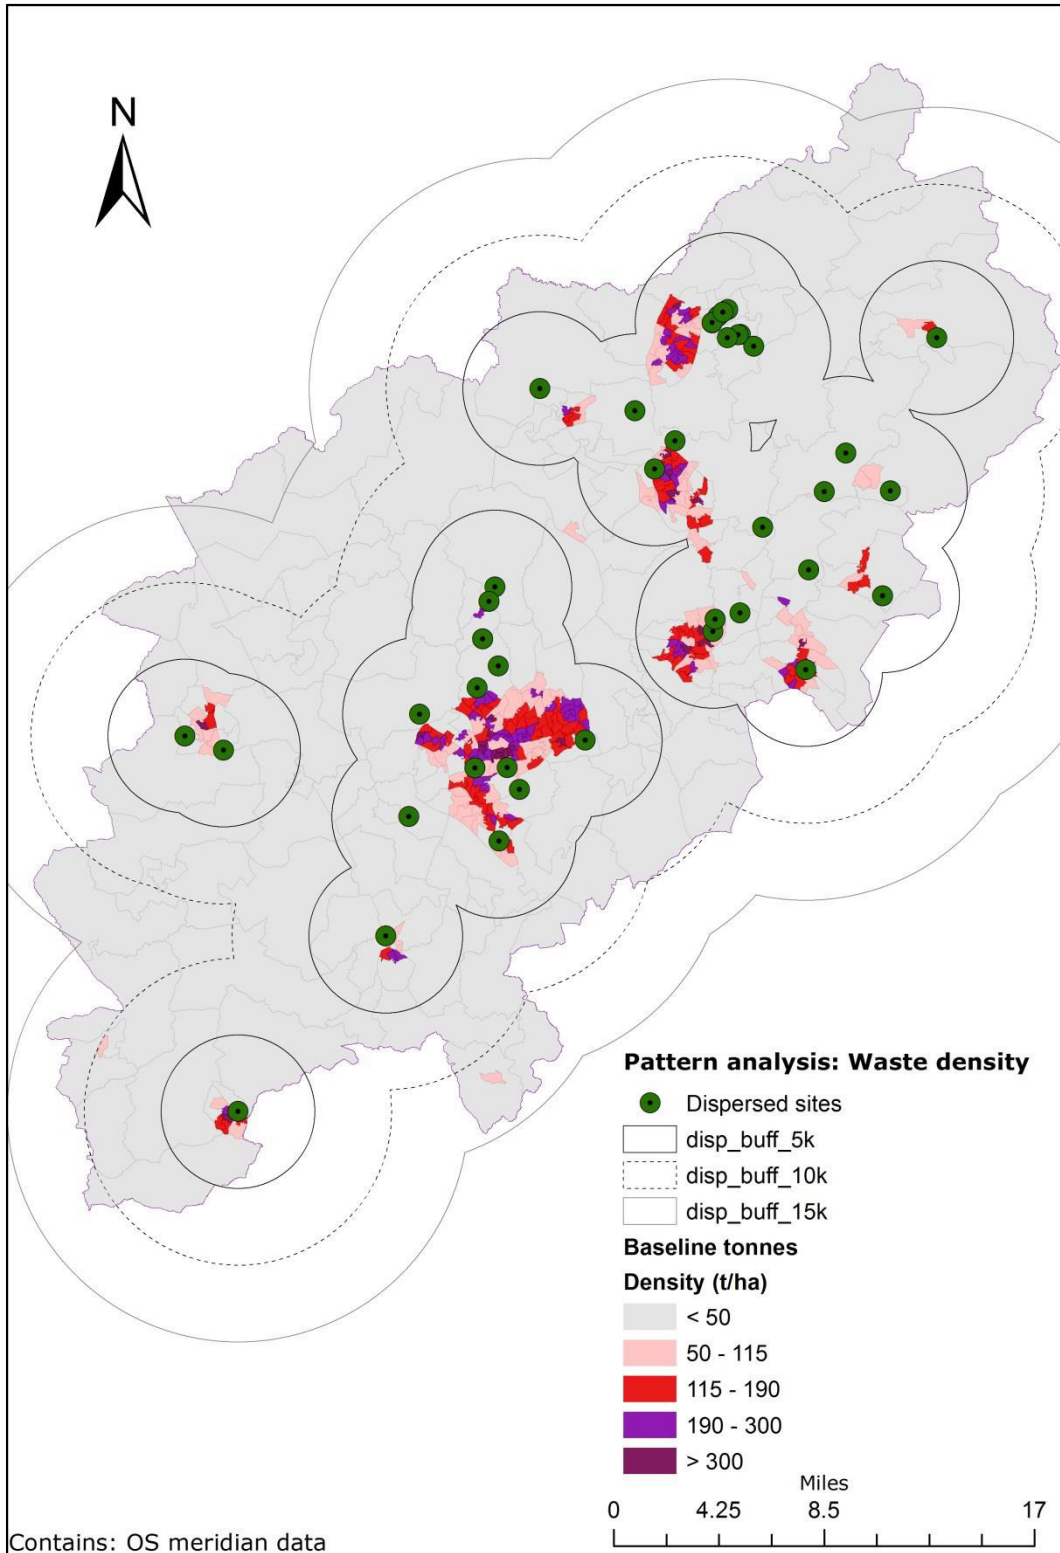 N
Pattern analysis: Waste density
Dispersed sites
disp_buff_5k
disp_buff_10k
disp_buff_15k
Baseline tonnes
Density (t/ha)
< 50
50 - 115
115 - 190
190 - 300
> 300
Miles
0 4.25 8.5 17
Contains: OS meridian data